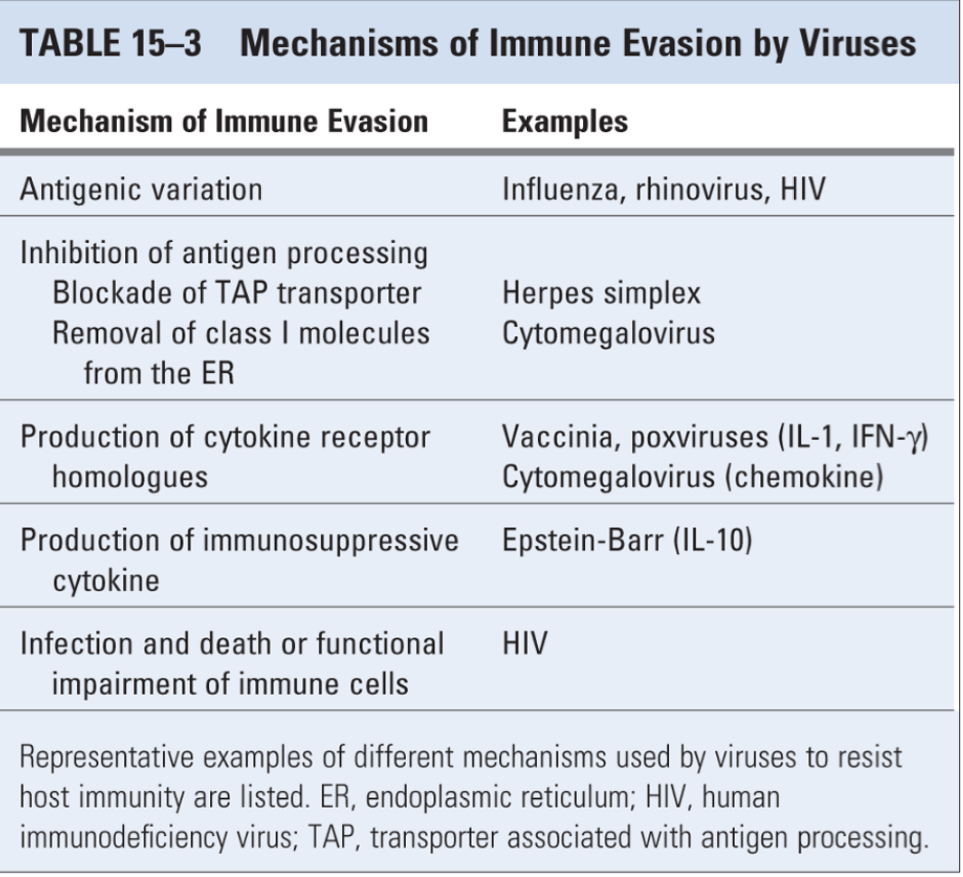 TABLE 15–3 Mechanisms of Immune Evasion by Viruses
Mechanism of Immune Evasion Examples
Antigenic variation Influenza, rhinovirus, HIV
Inhibition of antigen processing
Blockade of TAP transporter Herpes simplex
Removal of class I molecules Cytomegalovirus
from the ER
Production of cytokine receptor Vaccinia, poxviruses (IL-1, IFN-γ)
homologues Cytomegalovirus (chemokine)
Production of immunosuppressive Epstein-Barr (IL-10)
cytokine
Infection and death or functional HIV
impairment of immune cells
Representative examples of different mechanisms used by viruses to resist
host immunity are listed. ER, endoplasmic reticulum; HIV, human
immunodeficiency virus; TAP, transporter associated with antigen processing.